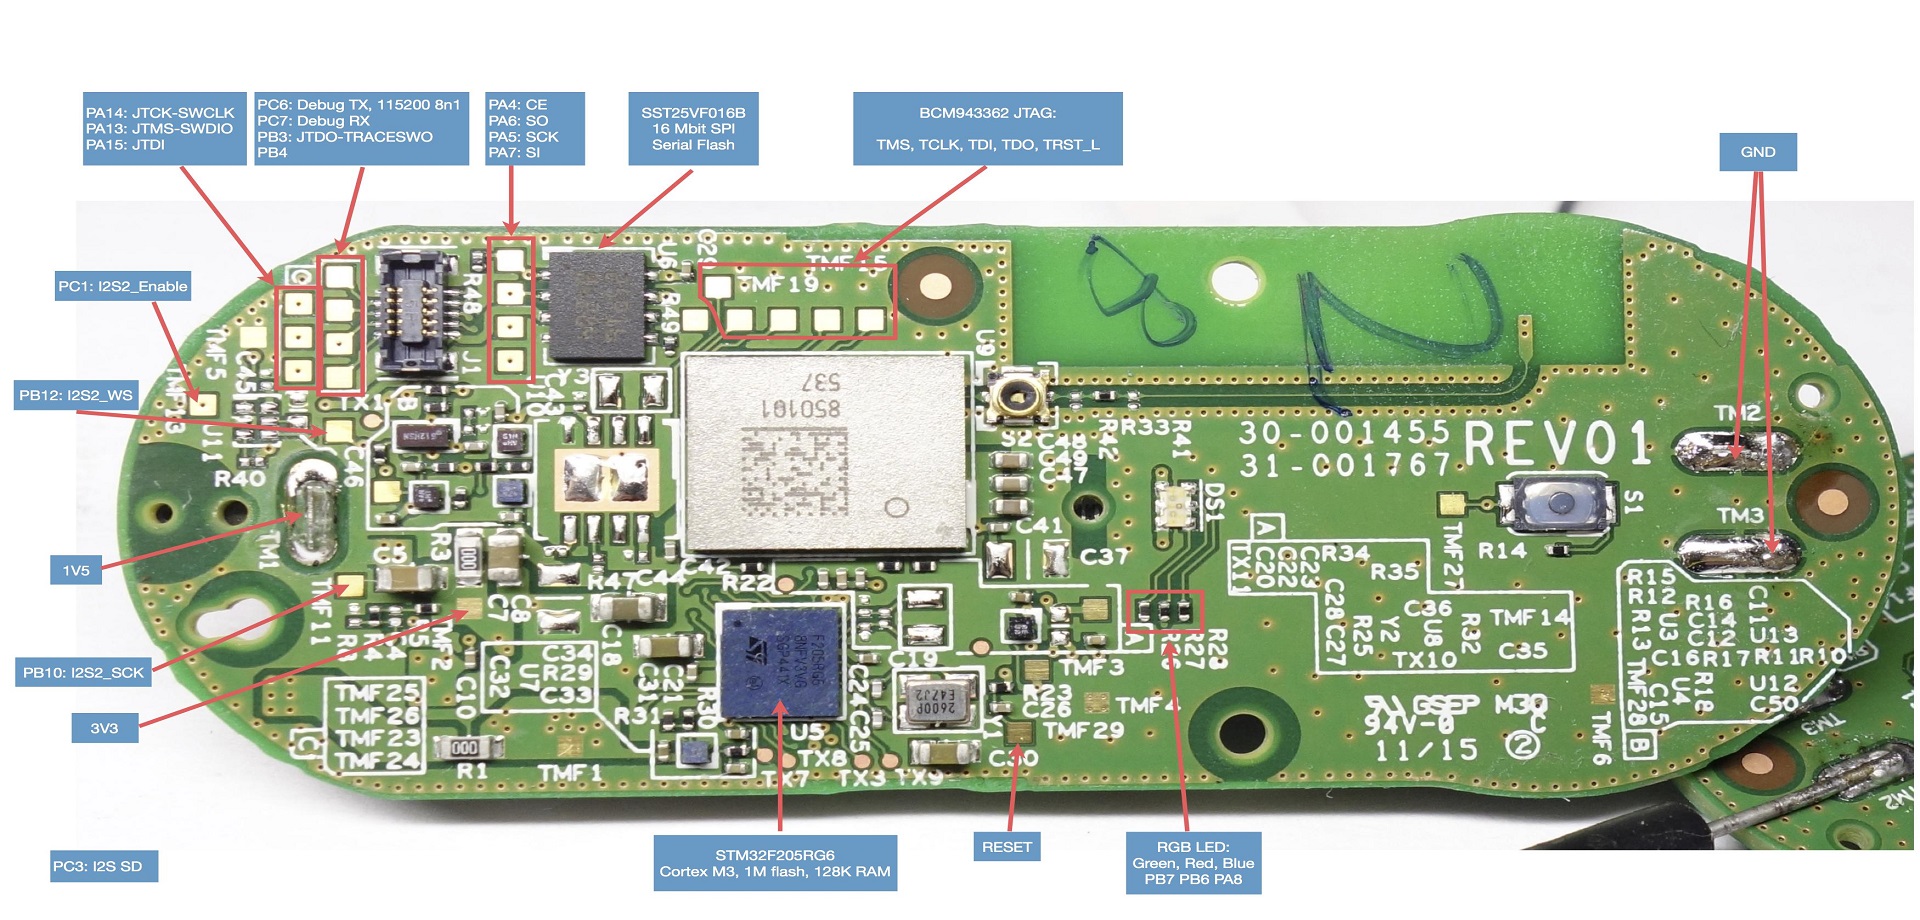 PA14: JTCK-SWCLK
PA13: JTMS-SWDIO
PA15: JTDI
PC6: Debug TX, 115200 8n1
PC7: Debug RX
PB3: JTDO-TRACESWO
PB4
PA4: CE
PA6: SO
PA5: SCK
PA7: SI
SST25VF016B
16 Mbit SPI
Serial Flash
BCM943362 JTAG:
TMS, TCLK, TDI, TDO, TRST_L
GND
PC1: I2S2_Enable
PB12: I2S2_WS
1V5
PB10: I2S2_SCK
3V3
PC3: I2S SD
STM32F205RG6
Cortex M3, 1M flash, 128K RAM
RESET
RGB LED:
Green, Red, Blue
PB7 PB6 PA8
8 N
TMF15
TMF19
C29
U6
R49
R48
J1
Y3
C43
TMF5
TMF13
C45
U11
TX1
B
C46
R40
TM1
537
850101
U9
S2
C48
C49
C47
R42
R33
R41
30-001455
31-001767
REV01
TM2
TM3
S1
R14
TMF27
DS1
C41
C37
C42
R22
C44
R47
C5
R3
C7
C8
TMF11
TMF2
C10
C18
C34
R29
C33
C32
U7
C31
C21
R30
R31
TMF25
TMF26
TMF23
TMF24
C
R1
TMF1
U5
TX7
TX8
TX3
TX9
C24
C25
C19
2600P
E47J2
Y1
C30
R23
C26
TMF3
TMF4
TMF29
R28
A
TX11
C20
C22
C23
R34
R35
C28
C27
R25
Y2
C36
U8
R32
TMF14
C35
TX10
94V-0
M30
C
11/15
2
TMF6
R15
R12
R13
R16
C14
C12
U3
C11
U13
C16
R17
R11
R10
TMF28
C15
U4
R18
U12
C50
B
TM3
TM2